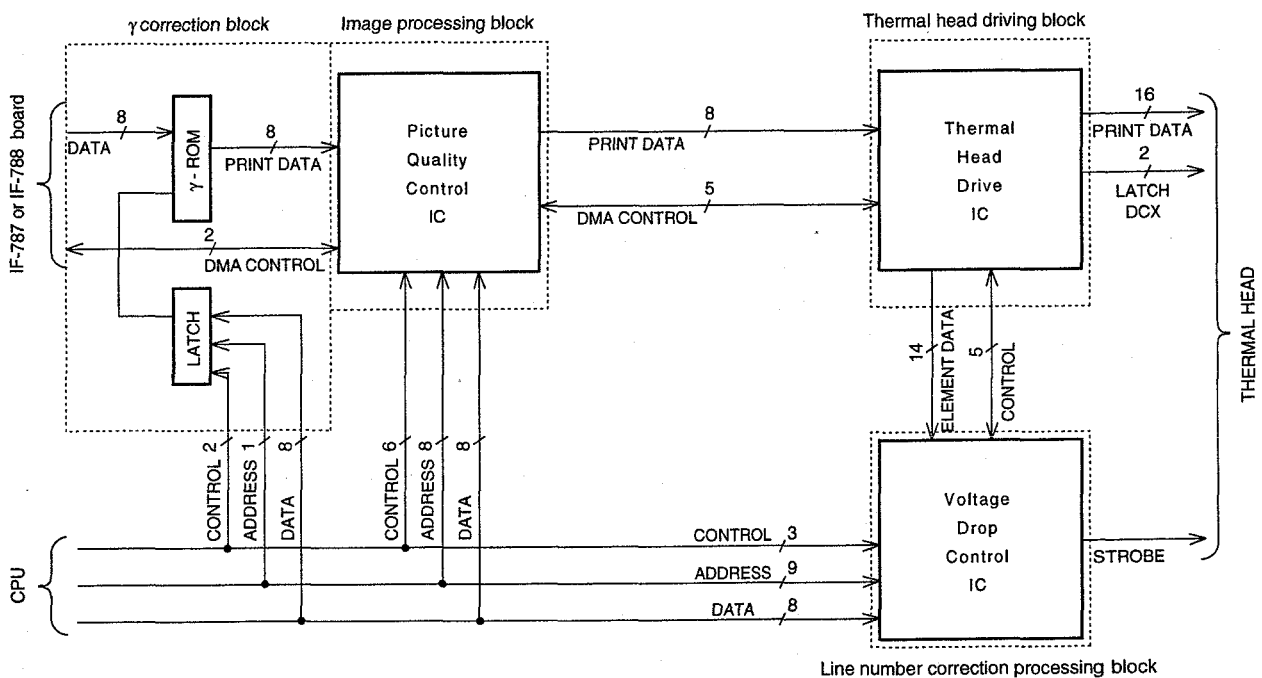 γ correction block
Image processing block
Thermal head driving block
IF-787 or IF-788 board
8
DATA
γ - ROM
8
PRINT DATA
2
DMA CONTROL
LATCH
Picture
Quality
Control
IC
8
PRINT DATA
5
DMA CONTROL
Thermal
Head
Drive
IC
16
PRINT DATA
2
LATCH
DCX
THERMAL HEAD
14
ELEMENT DATA
5
CONTROL
CONTROL 2
ADDRESS 1
DATA 8
CONTROL 6
ADDRESS 8
DATA 8
CPU
CONTROL 3
ADDRESS 9
DATA 8
Voltage
Drop
Control
IC
STROBE
Line number correction processing block